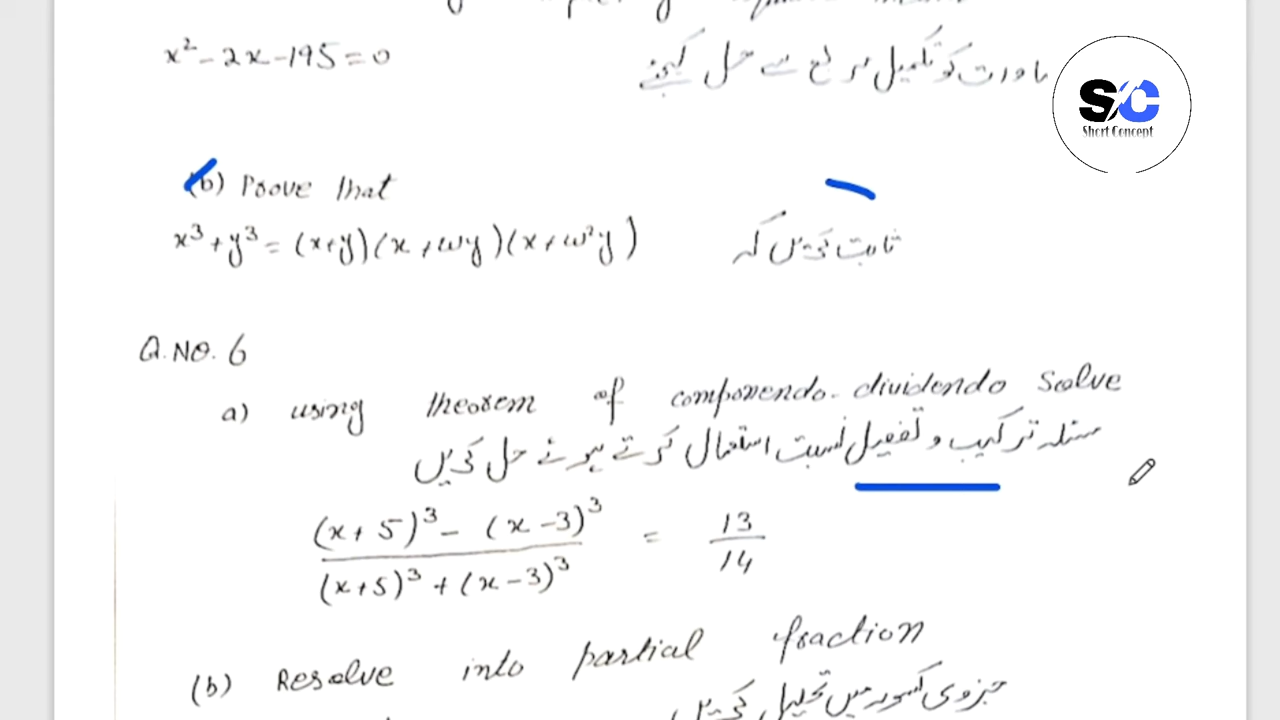 x² - 2x - 195 = 0
کو تکمیل مربع سے حل کیجئے
SC
Short Concept
(b) Prove that
x³ + y³ = (x+y)(x + ωy)(x + ω²y)
ثابت کریں کہ
Q. NO. 6
a) using theorem of componendo-dividendo solve
مسئلہ ترکیب و تفصیل نسبت استعمال کرتے ہوئے حل کریں
(x + 5)³ - (x - 3)³ / (x+5)³ + (x-3)³ = 13 / 14
(b) Resolve into partial fraction
جزوی کسور میں تحلیل کریں